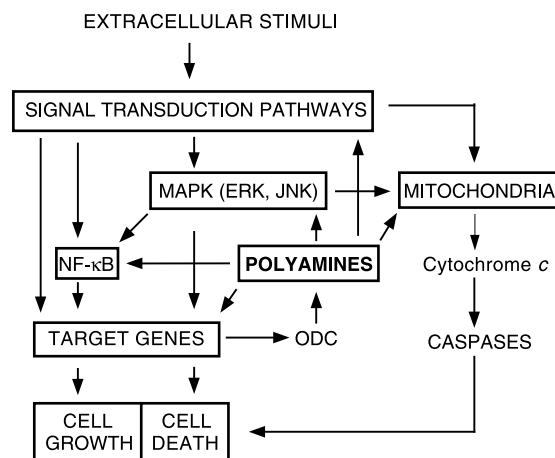 EXTRACELLULAR STIMULI
SIGNAL TRANSDUCTION PATHWAYS
MAPK (ERK, JNK)
MITOCHONDRIA
NF-κB
POLYAMINES
Cytochrome c
TARGET GENES
ODC
CASPASES
CELL
GROWTH
CELL
DEATH